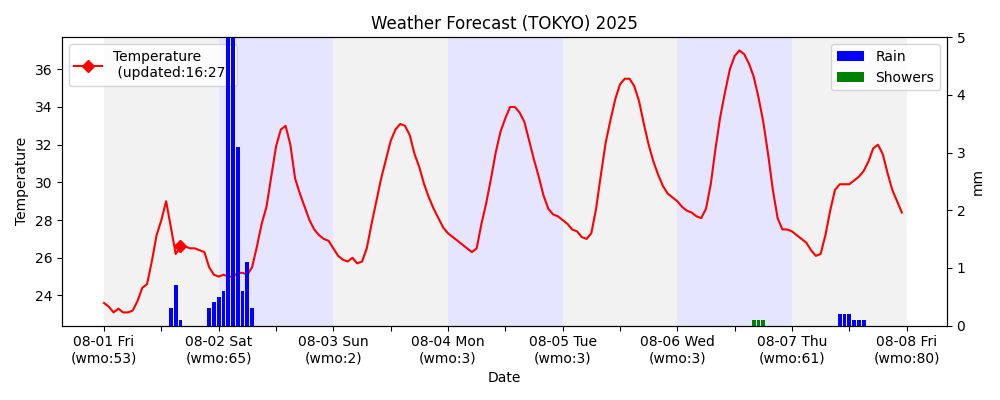 Weather Forecast (TOKYO) 2025
Temperature
(updated:16:27
Rain
Showers
36
34
32
30
28
26
24
Temperature
5
4
3
2
1
0
mm
08-01 Fri
(wmo:53)
08-02 Sat
(wmo:65)
08-03 Sun
(wmo:2)
08-04 Mon
(wmo:3)
08-05 Tue
(wmo:3)
08-06 Wed
(wmo:3)
08-07 Thu
(wmo:61)
08-08 Fri
(wmo:80)
Date